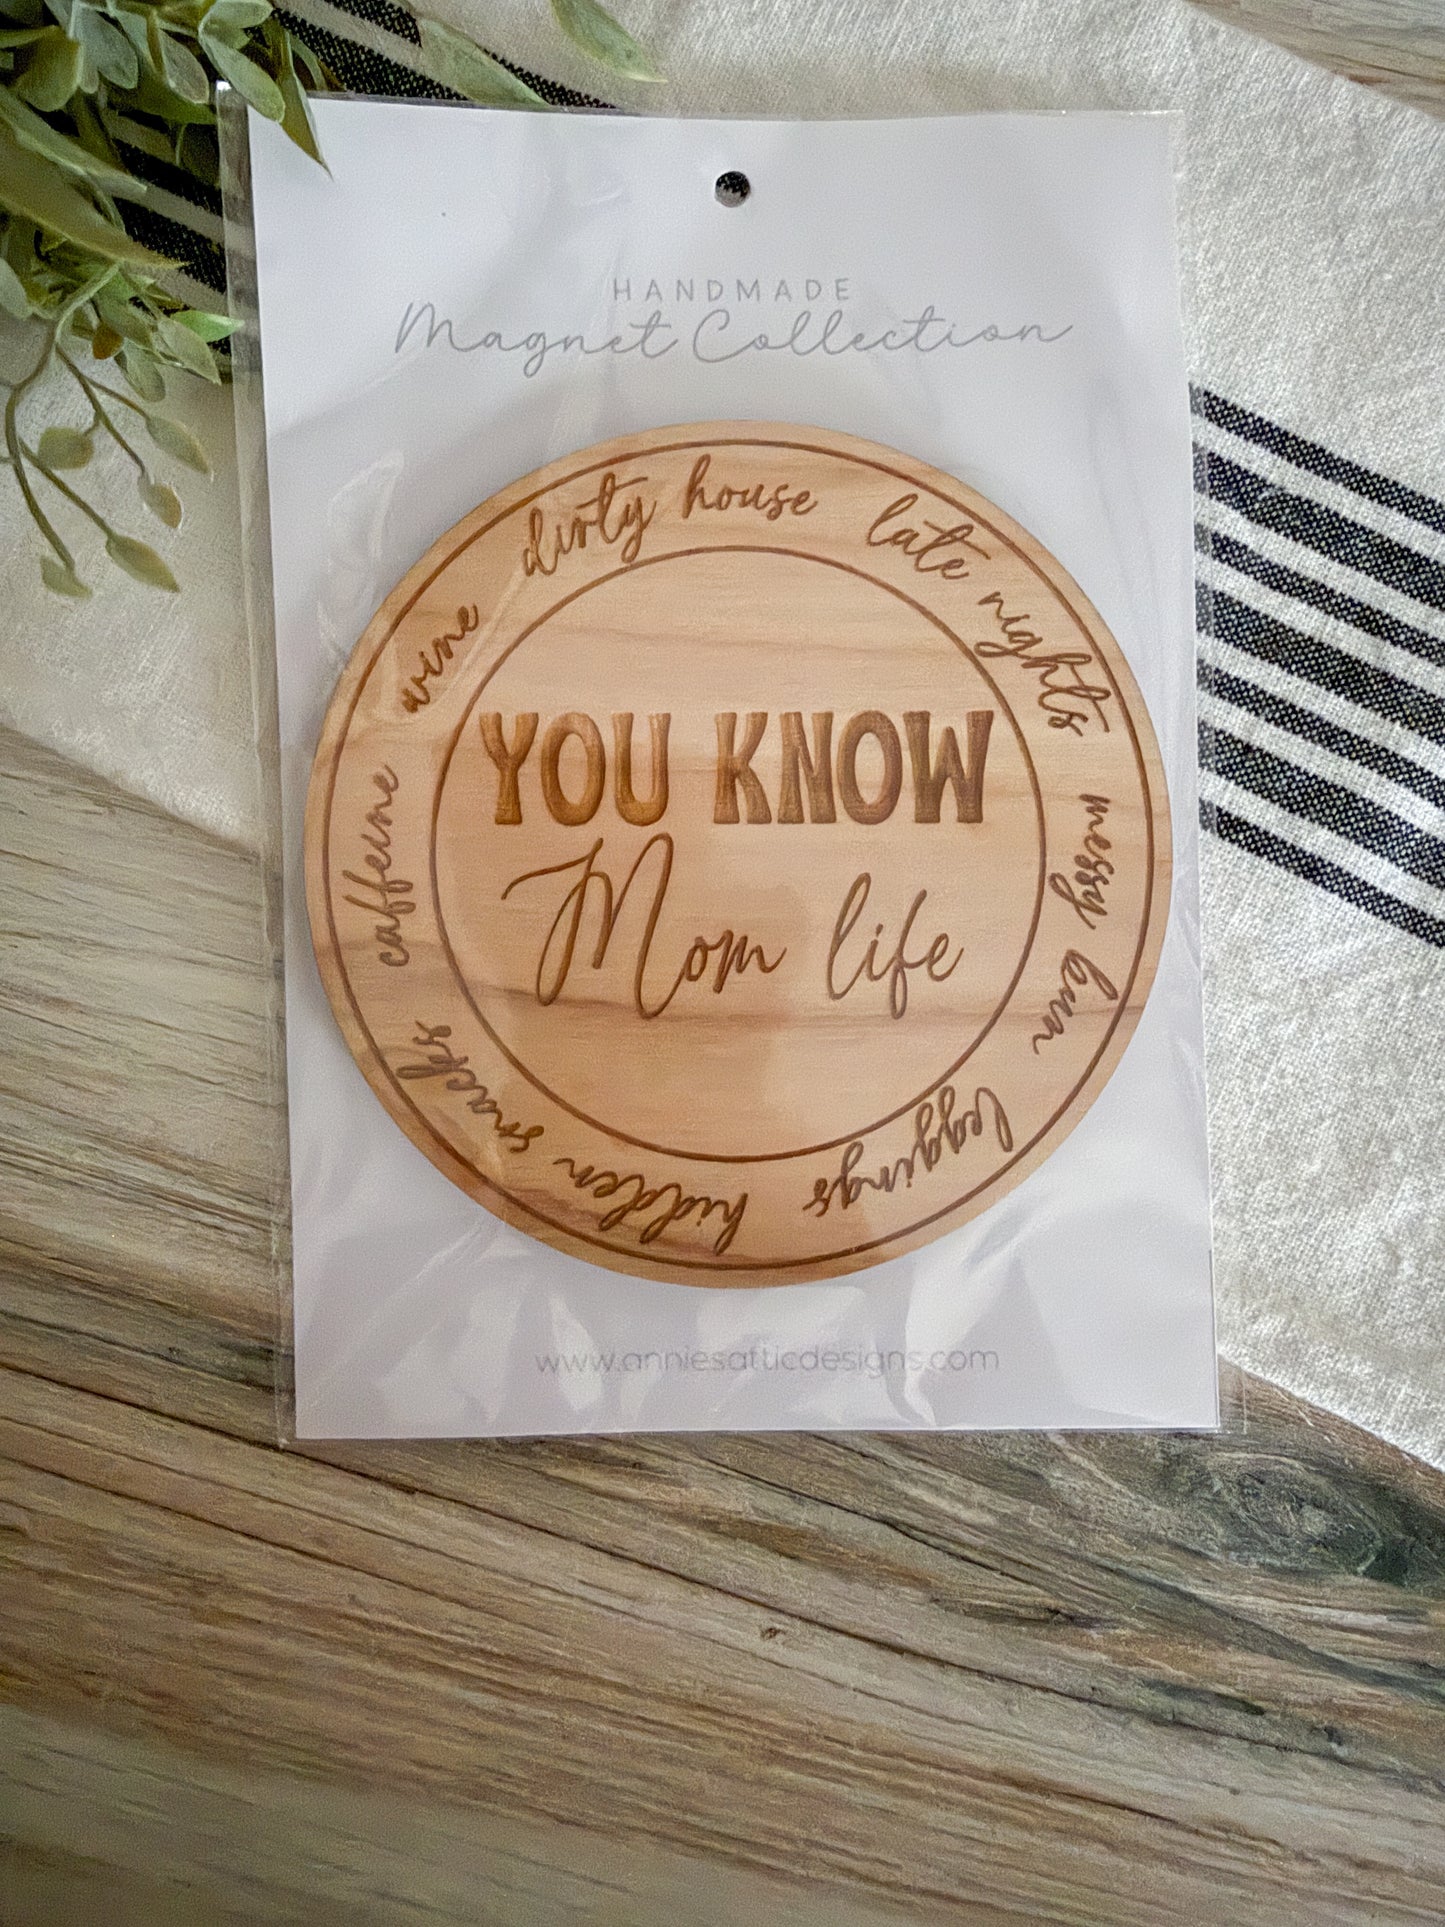 HANDMADE
Magnet Collection
dirty house
late nights
messy bun
leggings
hidden snacks
caffeine
wine
YOU KNOW
Mom life
www.anniesatticdesigns.com